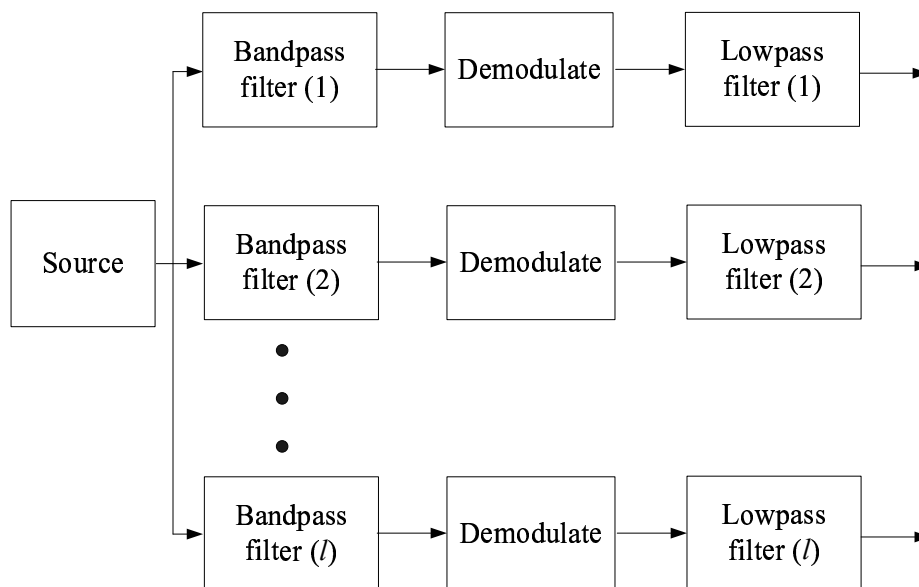 Bandpass
filter (1)
Demodulate
Lowpass
filter (1)
Source
Bandpass
filter (2)
Demodulate
Lowpass
filter (2)
Bandpass
filter (l)
Demodulate
Lowpass
filter (l)